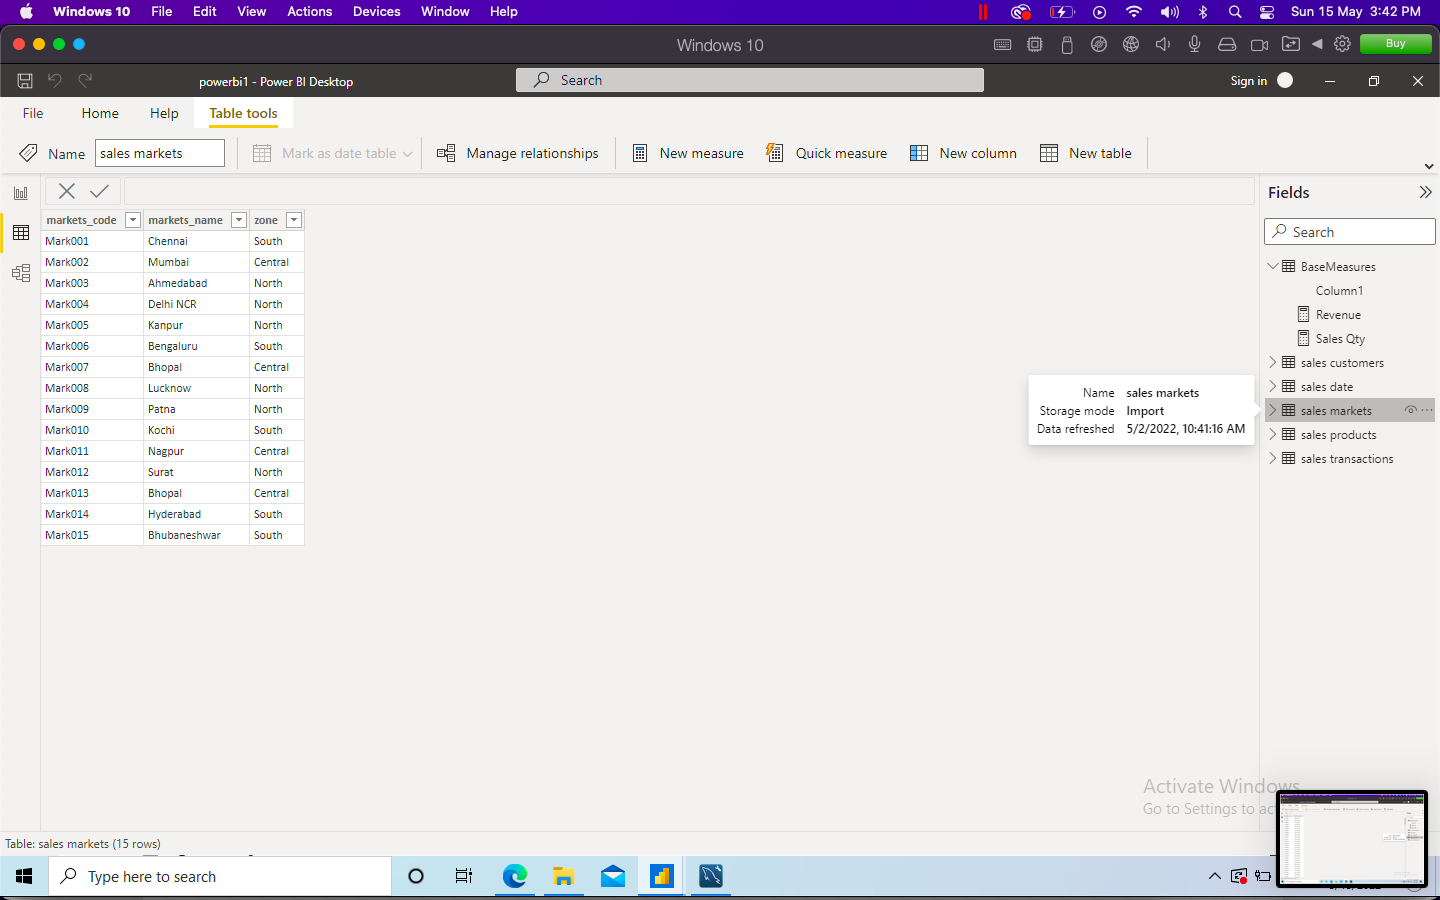 Windows 10 File Edit View Actions Devices Window Help Sun 15 May 3:42 PM
Windows 10 Buy
powerbi1 - Power BI Desktop Search Sign in
File Home Help Table tools
Name sales markets Mark as date table Manage relationships New measure Quick measure New column New table
Fields
Search
markets_code markets_name zone
Mark001 Chennai South
Mark002 Mumbai Central
Mark003 Ahmedabad North
Mark004 Delhi NCR North
Mark005 Kanpur North
Mark006 Bengaluru South
Mark007 Bhopal Central
Mark008 Lucknow North
Mark009 Patna North
Mark010 Kochi South
Mark011 Nagpur Central
Mark012 Surat North
Mark013 Bhopal Central
Mark014 Hyderabad South
Mark015 Bhubaneshwar South
BaseMeasures
Column1
Revenue
Sales Qty
sales customers
sales date
sales markets
sales products
sales transactions
Name sales markets
Storage mode Import
Data refreshed 5/2/2022, 10:41:16 AM
Activate Windows
Go to Settings to
Table: sales markets (15 rows)
Type here to search